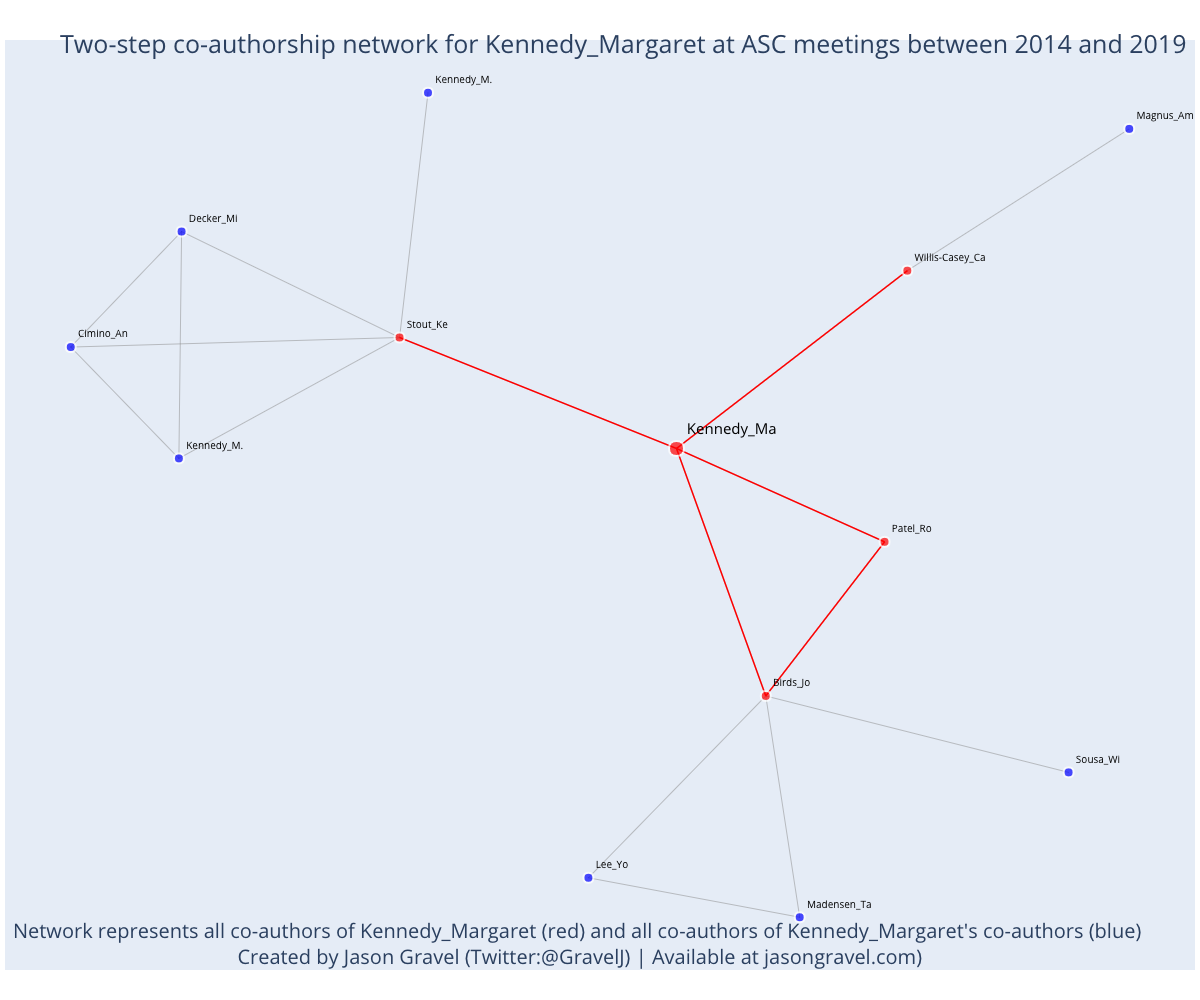 Two-step co-authorship network for Kennedy_Margaret at ASC meetings between 2014 and 2019
Kennedy_M.
Magnus_Am
Decker_Mi
Willis-Casey_Ca
Stout_Ke
Cimino_An
Kennedy_Ma
Kennedy_M.
Patel_Ro
Birds_Jo
Sousa_Wi
Lee_Yo
Madensen_Ta
Network represents all co-authors of Kennedy_Margaret (red) and all co-authors of Kennedy_Margaret's co-authors (blue)
Created by Jason Gravel (Twitter:@GravelJ) | Available at jasongravel.com)